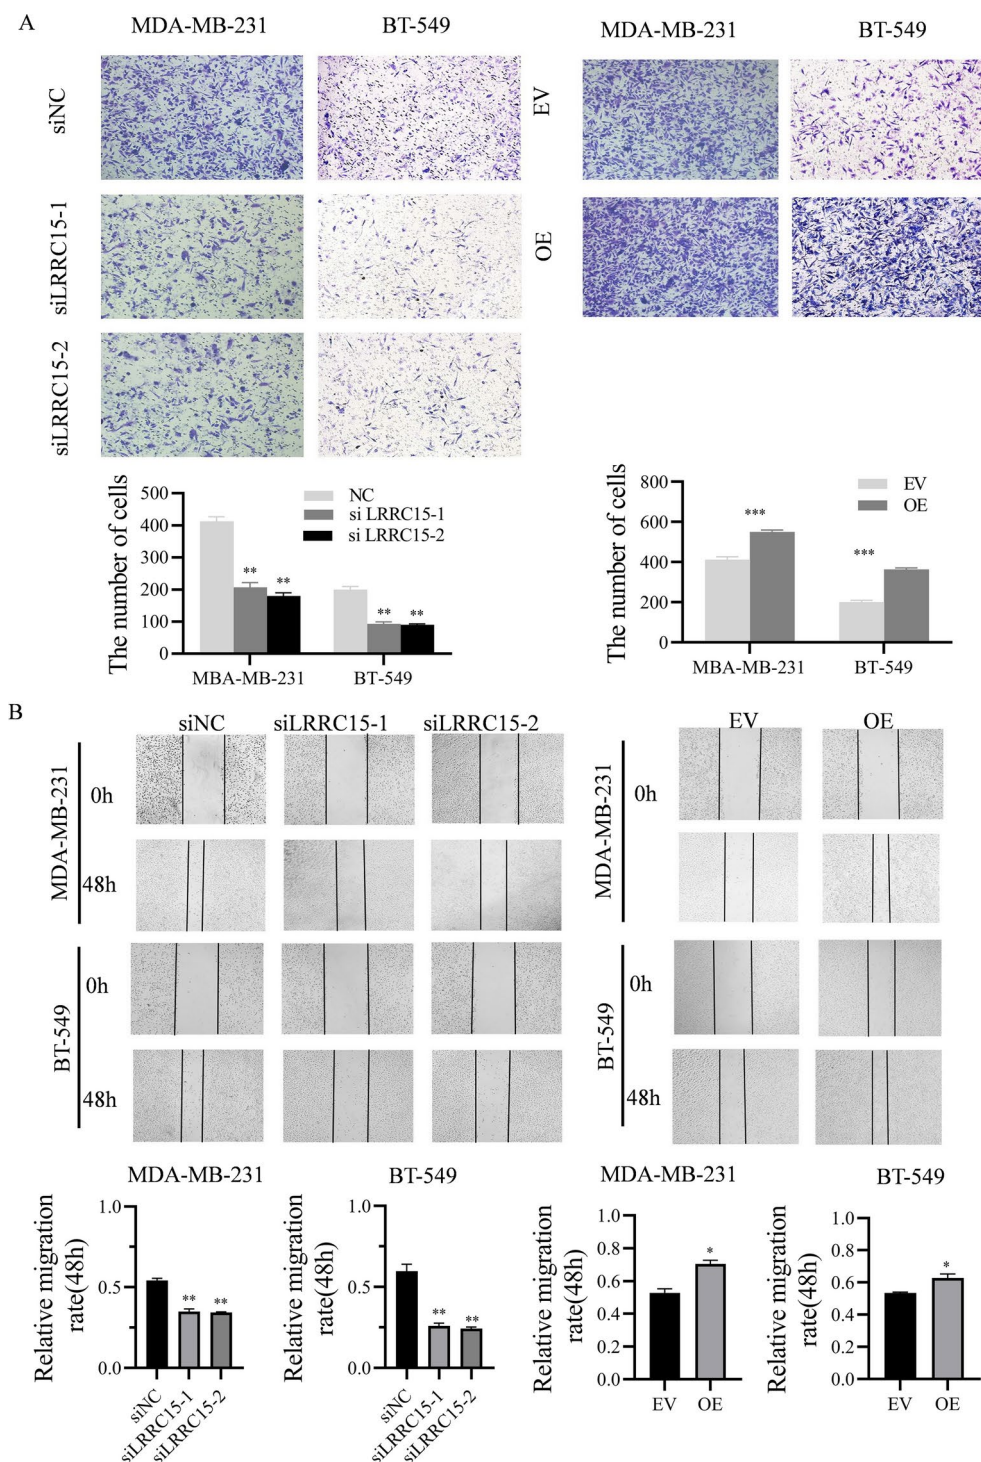 A
MDA-MB-231 BT-549 MDA-MB-231 BT-549
siNC
EV
siLRRC15-1
OE
siLRRC15-2
The number of cells
500
400
300
200
100
0
NC
si LRRC15-1
si LRRC15-2
** ** ** **
MBA-MB-231 BT-549
The number of cells
800
600
400
200
0
EV
OE
*** ***
MBA-MB-231 BT-549
B
siNC siLRRC15-1 siLRRC15-2 EV OE
MDA-MB-231
0h
48h
BT-549
0h
48h
MDA-MB-231
0h
48h
BT-549
0h
48h
MDA-MB-231
Relative migration
rate(48h)
1.0
0.5
0.0
** **
siNC
siLRRC15-1
siLRRC15-2
BT-549
Relative migration
rate(48h)
1.0
0.5
0.0
** **
siNC
siLRRC15-1
siLRRC15-2
MDA-MB-231
Relative migration
rate(48h)
1.0
0.8
0.6
0.4
0.2
0.0
*
EV OE
BT-549
Relative migration
rate(48h)
1.0
0.8
0.6
0.4
0.2
0.0
*
EV OE